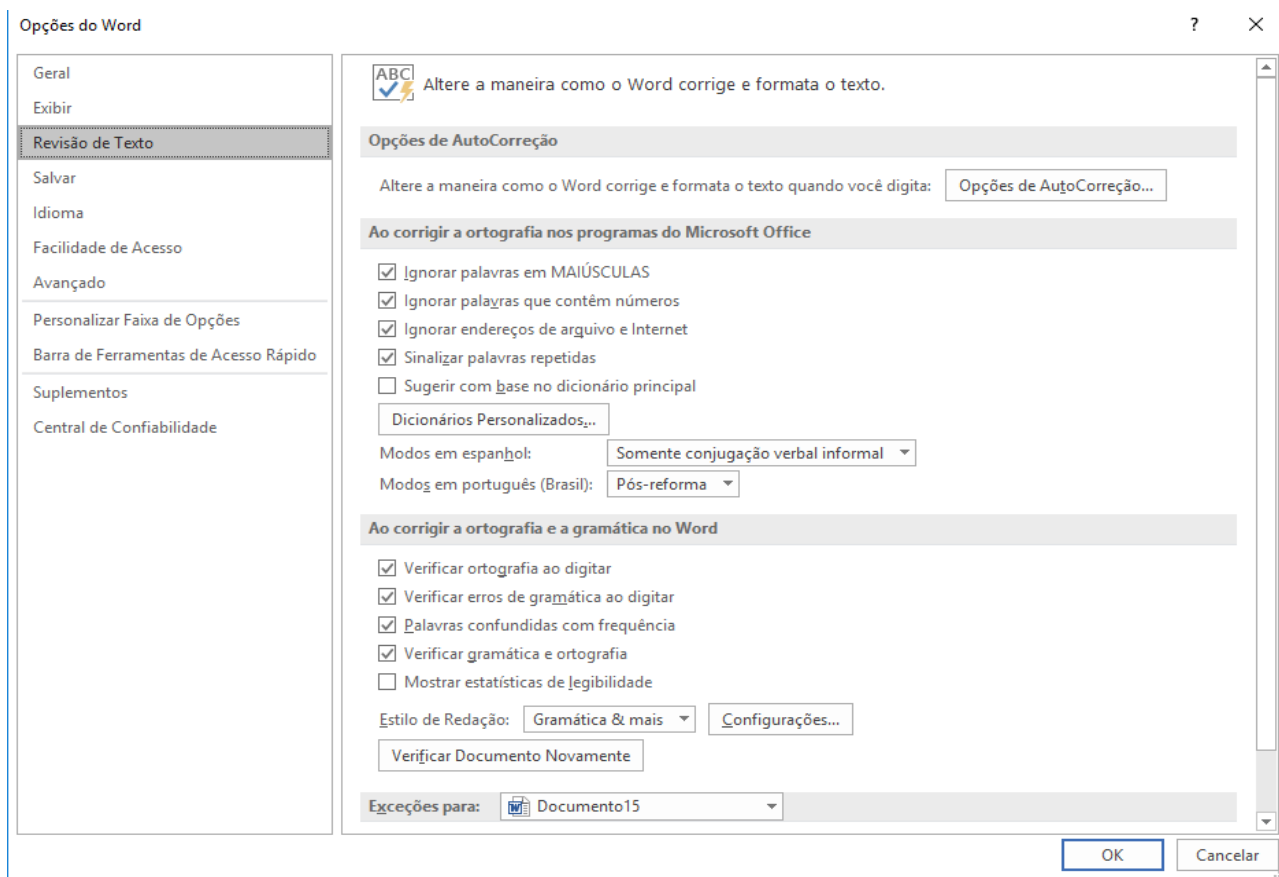 Opções do Word
?
Geral
Exibir
Revisão de Texto
Salvar
Idioma
Facilidade de Acesso
Avançado
Personalizar Faixa de Opções
Barra de Ferramentas de Acesso Rápido
Suplementos
Central de Confiabilidade
ABC Altere a maneira como o Word corrige e formata o texto.
Opções de AutoCorreção
Altere a maneira como o Word corrige e formata o texto quando você digita: Opções de AutoCorreção...
Ao corrigir a ortografia nos programas do Microsoft Office
Ignorar palavras em MAIÚSCULAS
Ignorar palavras que contêm números
Ignorar endereços de arquivo e Internet
Sinalizar palavras repetidas
Sugerir com base no dicionário principal
Dicionários Personalizados...
Modos em espanhol: Somente conjugação verbal informal
Modos em português (Brasil): Pós-reforma
Ao corrigir a ortografia e a gramática no Word
Verificar ortografia ao digitar
Verificar erros de gramática ao digitar
Palavras confundidas com frequência
Verificar gramática e ortografia
Mostrar estatísticas de legibilidade
Estilo de Redação: Gramática & mais Configurações...
Verificar Documento Novamente
Exceções para: Documento15
OK Cancelar